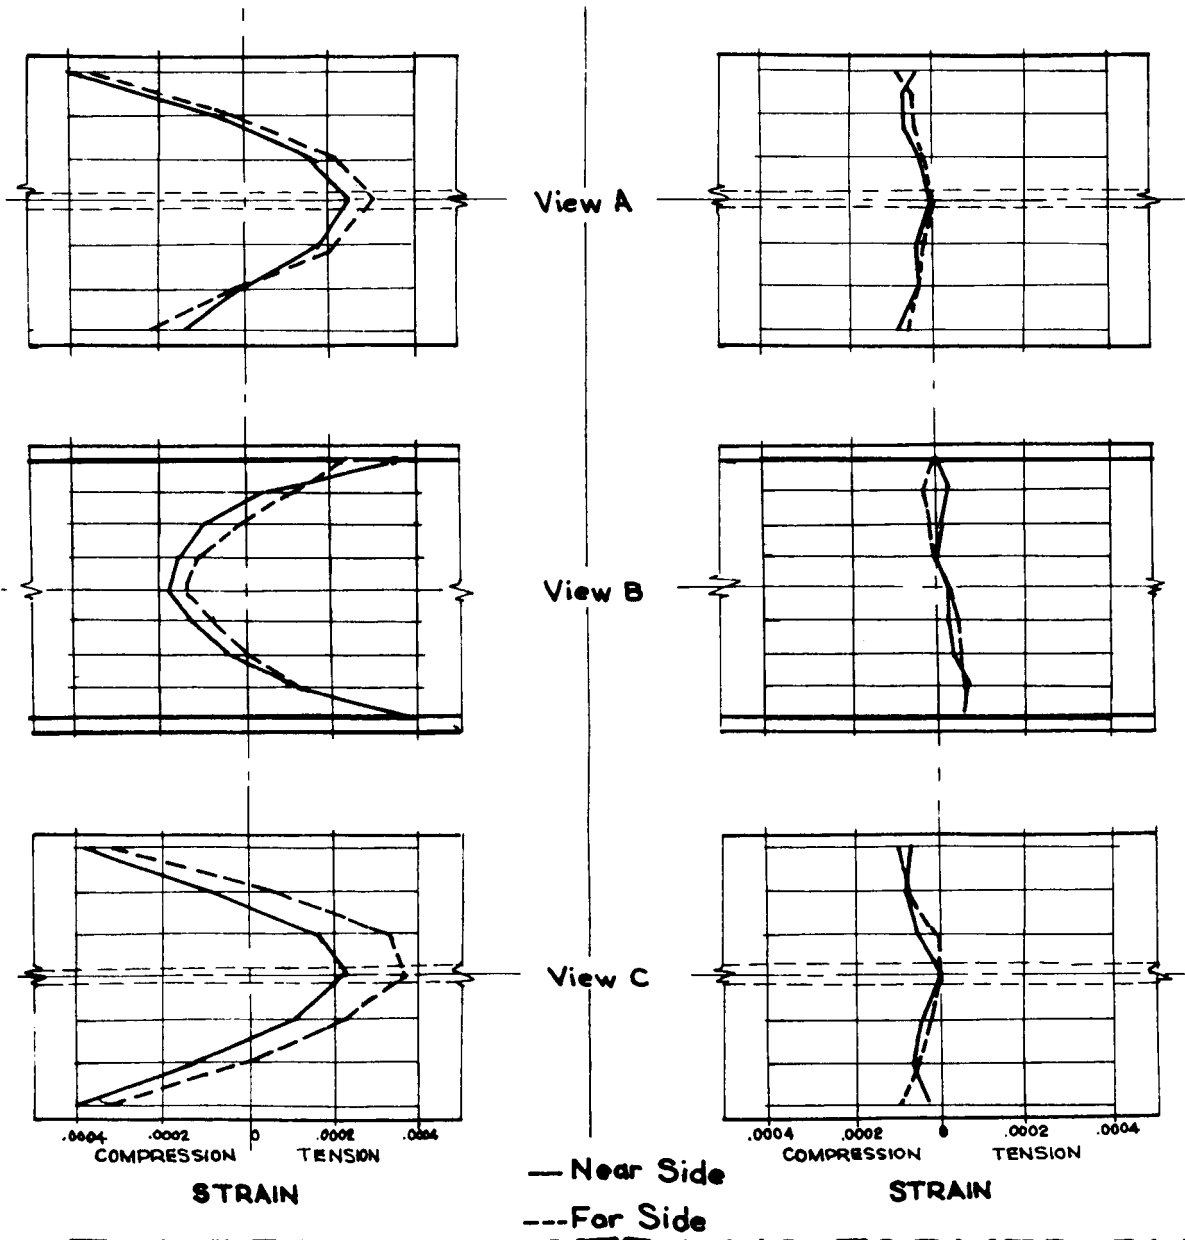 View A
View B
View C
.0004 .0002 0 .0002 .0004
COMPRESSION TENSION
STRAIN
.0004 .0002 0 .0002 .0004
COMPRESSION TENSION
STRAIN
— Near Side
---Far Side